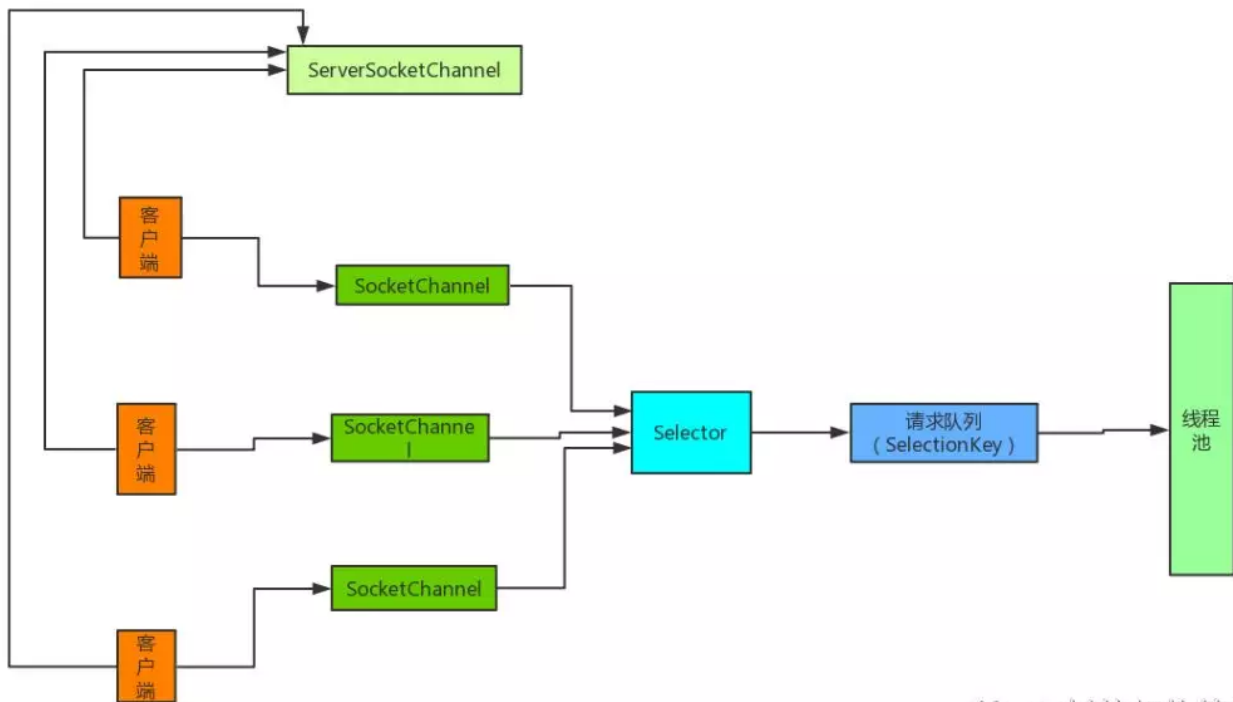 ServerSocketChannel
客
户
端
SocketChannel
客
户
端
SocketChanne
l
Selector
请求队列
（SelectionKey）
线程
池
客
户
端
SocketChannel